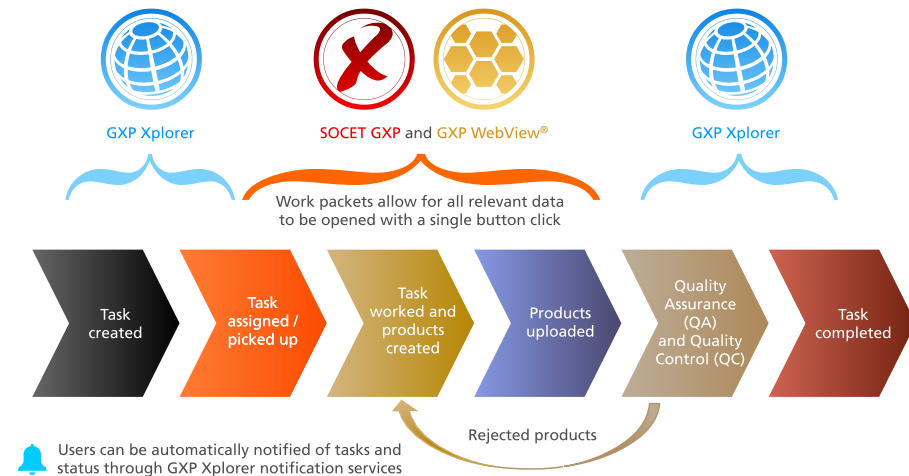 GXP Xplorer
SOCET GXP and GXP WebView®
GXP Xplorer
Work packets allow for all relevant data
to be opened with a single button click
Task
created
Task
assigned /
picked up
Task
worked and
products
created
Products
uploaded
Quality
Assurance
(QA)
and Quality
Control (QC)
Task
completed
Rejected products
Users can be automatically notified of tasks and
status through GXP Xplorer notification services